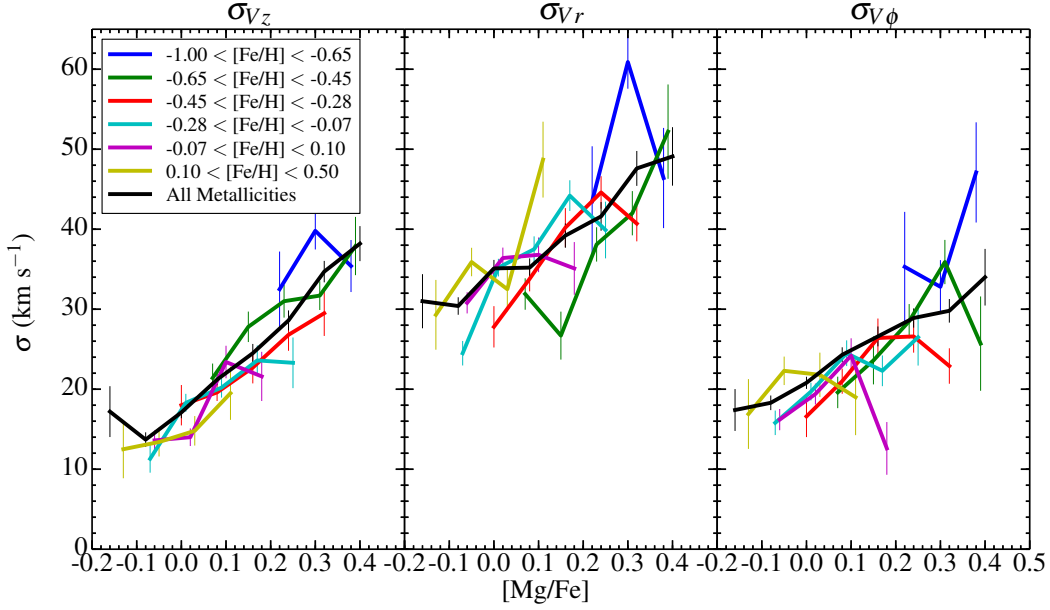 σVz σVr σVϕ
-1.00 < [Fe/H] < -0.65
-0.65 < [Fe/H] < -0.45
-0.45 < [Fe/H] < -0.28
-0.28 < [Fe/H] < -0.07
-0.07 < [Fe/H] < 0.10
0.10 < [Fe/H] < 0.50
All Metallicities
60
50
40
30
20
10
0
σ (km s⁻¹)
-0.2 -0.1 0.0 0.1 0.2 0.3 0.4 -0.2 -0.1 0.0 0.1 0.2 0.3 0.4 -0.2 -0.1 0.0 0.1 0.2 0.3 0.4 0.5
[Mg/Fe]